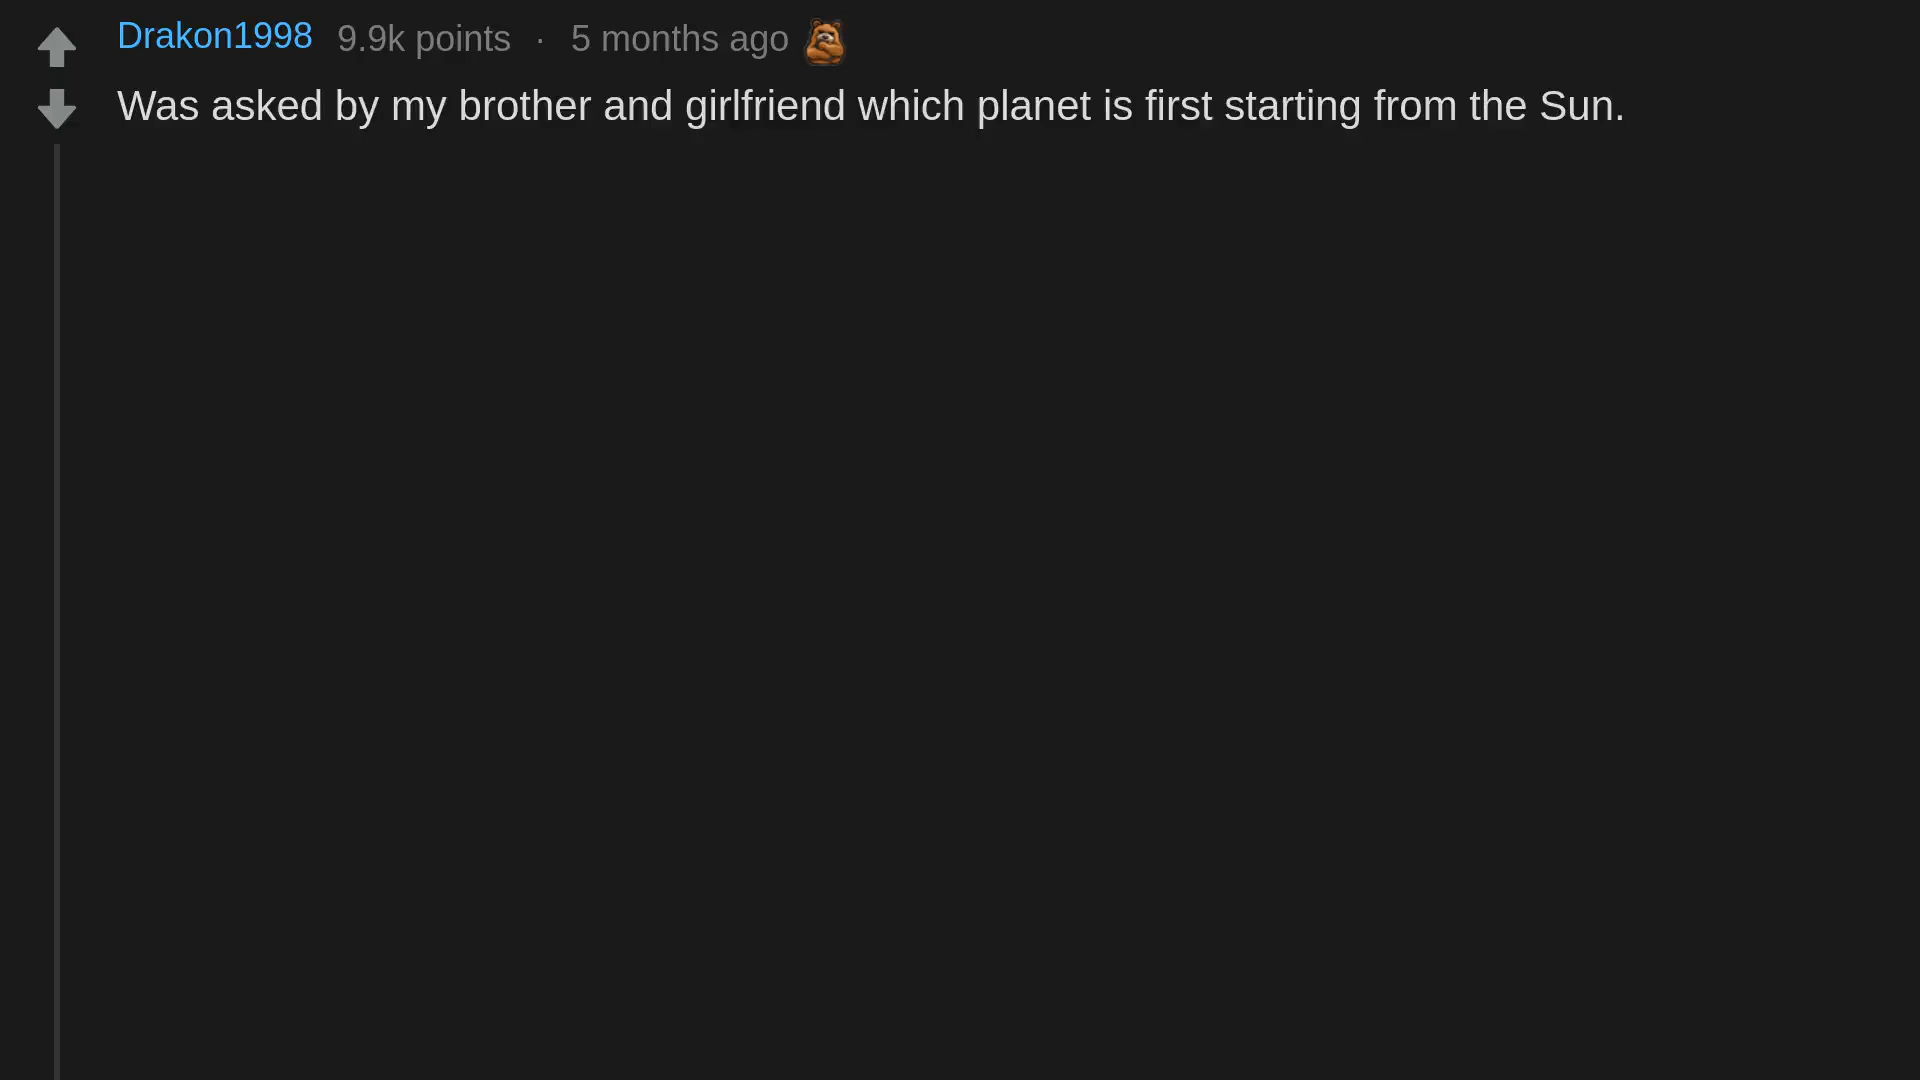 Drakon1998 9.9k points · 5 months ago
Was asked by my brother and girlfriend which planet is first starting from the Sun.